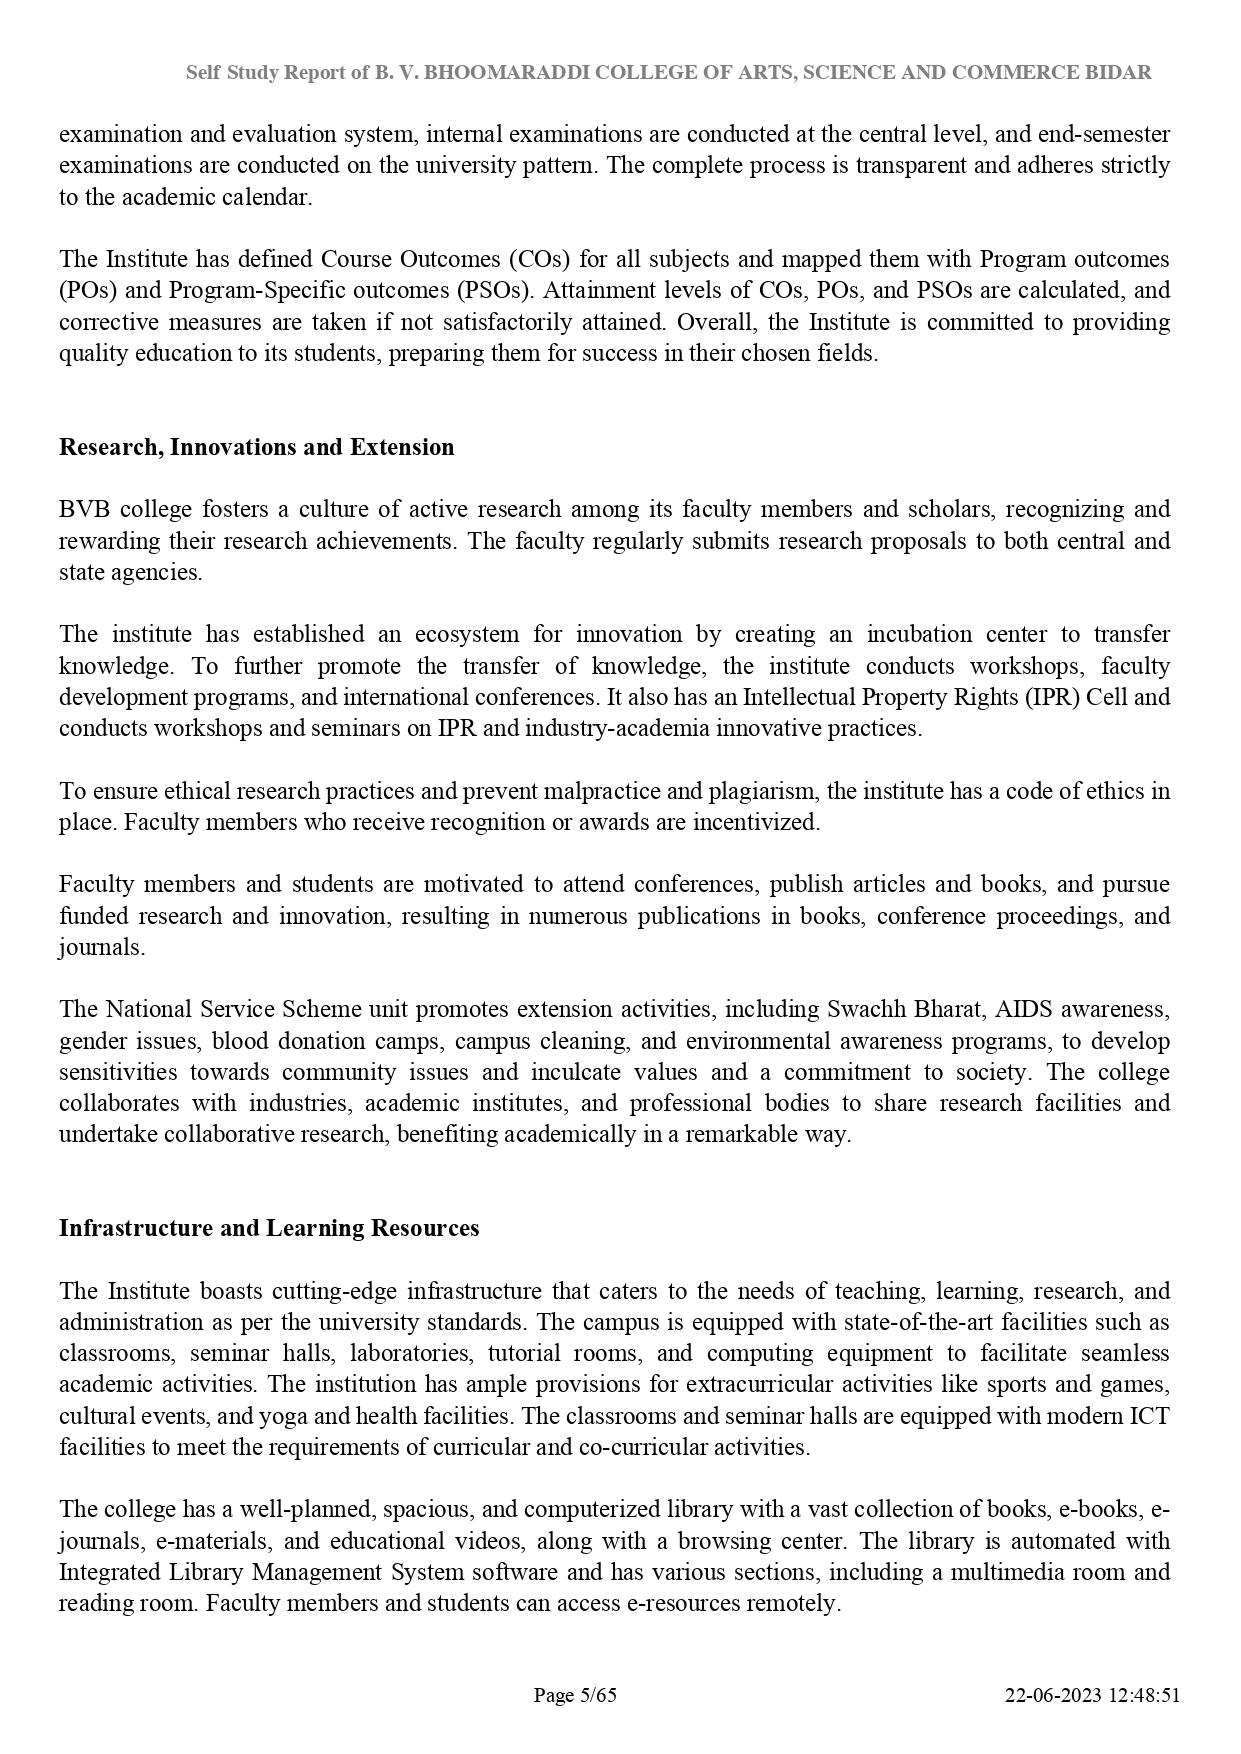 Self Study Report of B. V. BHOOMARADDI COLLEGE OF ARTS, SCIENCE AND COMMERCE BIDAR
examination and evaluation system, internal examinations are conducted at the central level, and end-semester
examinations are conducted on the university pattern. The complete process is transparent and adheres strictly
to the academic calendar.
The Institute has defined Course Outcomes (COs) for all subjects and mapped them with Program outcomes
(POs) and Program-Specific outcomes (PSOs). Attainment levels of COs, POs, and PSOs are calculated, and
corrective measures are taken if not satisfactorily attained. Overall, the Institute is committed to providing
quality education to its students, preparing them for success in their chosen fields.
Research, Innovations and Extension
BVB college fosters a culture of active research among its faculty members and scholars, recognizing and
rewarding their research achievements. The faculty regularly submits research proposals to both central and
state agencies.
The institute has established an ecosystem for innovation by creating an incubation center to transfer
knowledge. To further promote the transfer of knowledge, the institute conducts workshops, faculty
development programs, and international conferences. It also has an Intellectual Property Rights (IPR) Cell and
conducts workshops and seminars on IPR and industry-academia innovative practices.
To ensure ethical research practices and prevent malpractice and plagiarism, the institute has a code of ethics in
place. Faculty members who receive recognition or awards are incentivized.
Faculty members and students are motivated to attend conferences, publish articles and books, and pursue
funded research and innovation, resulting in numerous publications in books, conference proceedings, and
journals.
The National Service Scheme unit promotes extension activities, including Swachh Bharat, AIDS awareness,
gender issues, blood donation camps, campus cleaning, and environmental awareness programs, to develop
sensitivities towards community issues and inculcate values and a commitment to society. The college
collaborates with industries, academic institutes, and professional bodies to share research facilities and
undertake collaborative research, benefiting academically in a remarkable way.
Infrastructure and Learning Resources
The Institute boasts cutting-edge infrastructure that caters to the needs of teaching, learning, research, and
administration as per the university standards. The campus is equipped with state-of-the-art facilities such as
classrooms, seminar halls, laboratories, tutorial rooms, and computing equipment to facilitate seamless
academic activities. The institution has ample provisions for extracurricular activities like sports and games,
cultural events, and yoga and health facilities. The classrooms and seminar halls are equipped with modern ICT
facilities to meet the requirements of curricular and co-curricular activities.
The college has a well-planned, spacious, and computerized library with a vast collection of books, e-books, e-
journals, e-materials, and educational videos, along with a browsing center. The library is automated with
Integrated Library Management System software and has various sections, including a multimedia room and
reading room. Faculty members and students can access e-resources remotely.
Page 5/65
22-06-2023 12:48:51